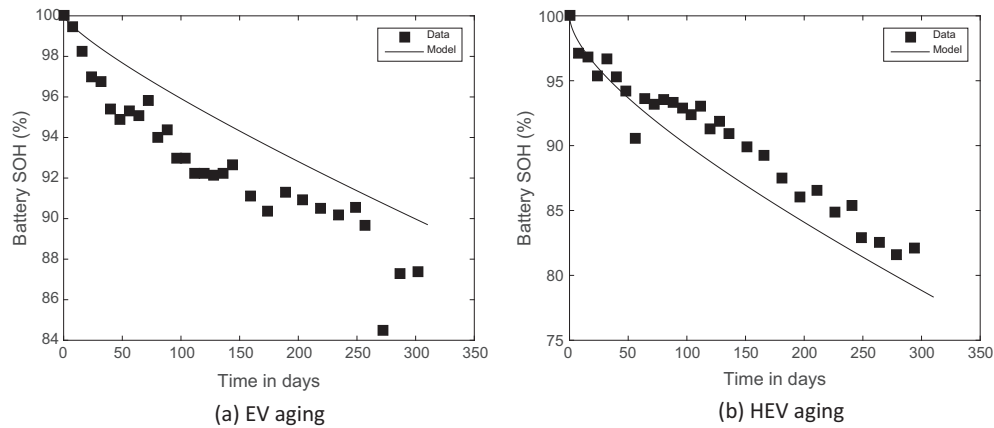 100
98
96
94
92
90
88
86
84
Battery SOH (%)
0 50 100 150 200 250 300 350
Time in days
Data
Model
(a) EV aging
100
95
90
85
80
75
Battery SOH (%)
0 50 100 150 200 250 300 350
Time in days
Data
Model
(b) HEV aging